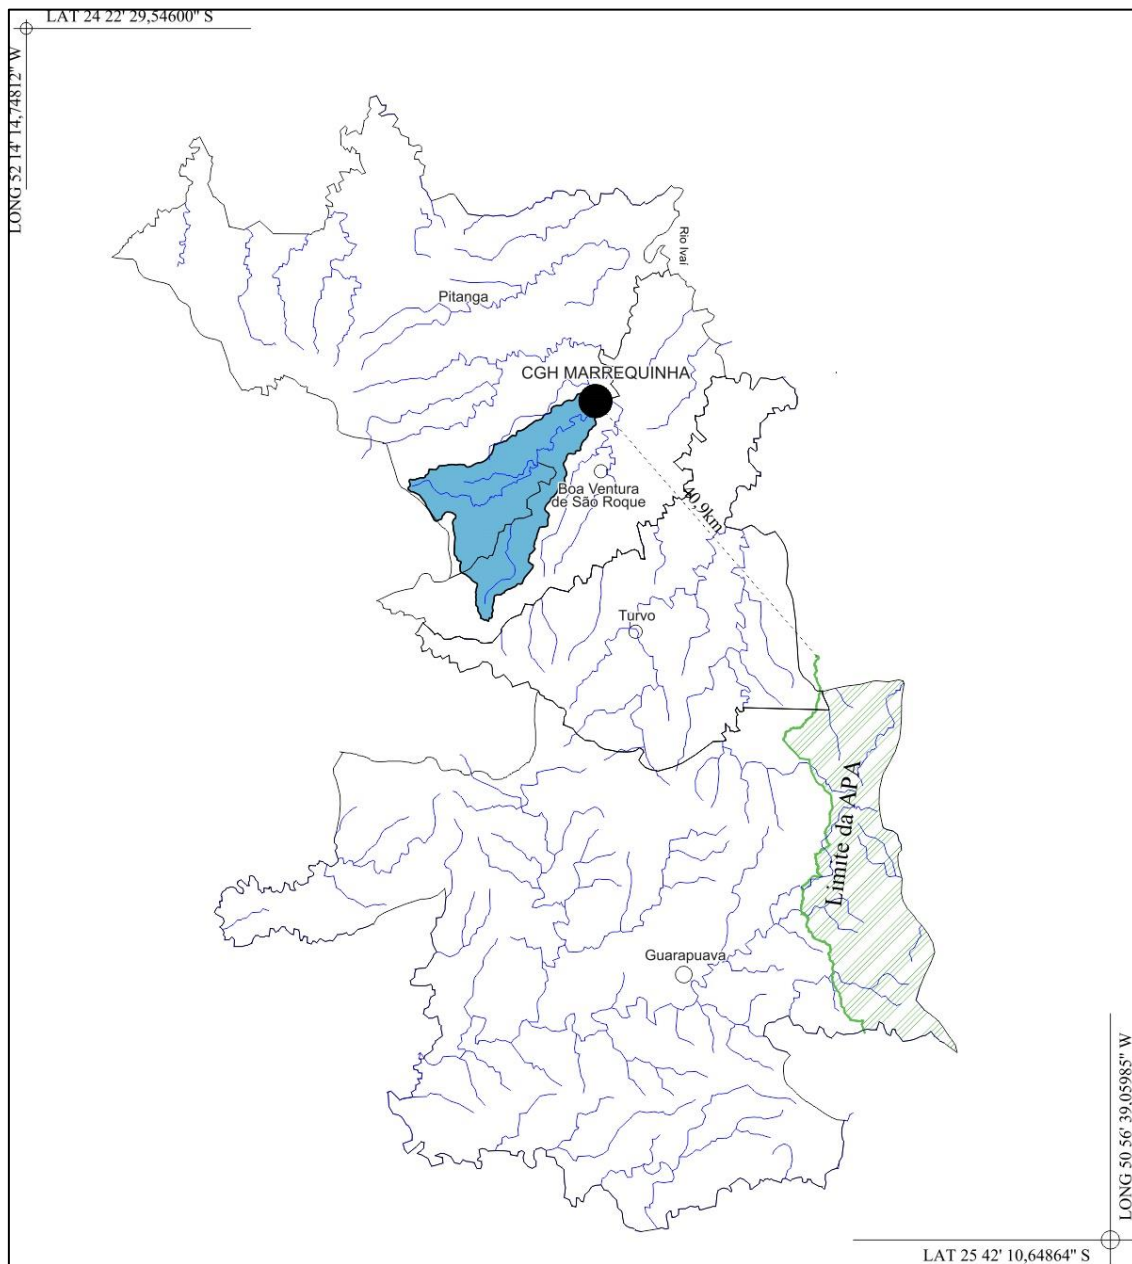 LAT 24 22' 29,54600" S
LONG 52 14' 14,74812" W
Rio Ivaí
Pitanga
CGH MARREQUINHA
Boa Ventura
de São Roque
40.9km
Turvo
Limite da APA
Guarapuava
LONG 50 56' 39,05985" W
LAT 25 42' 10,64864" S